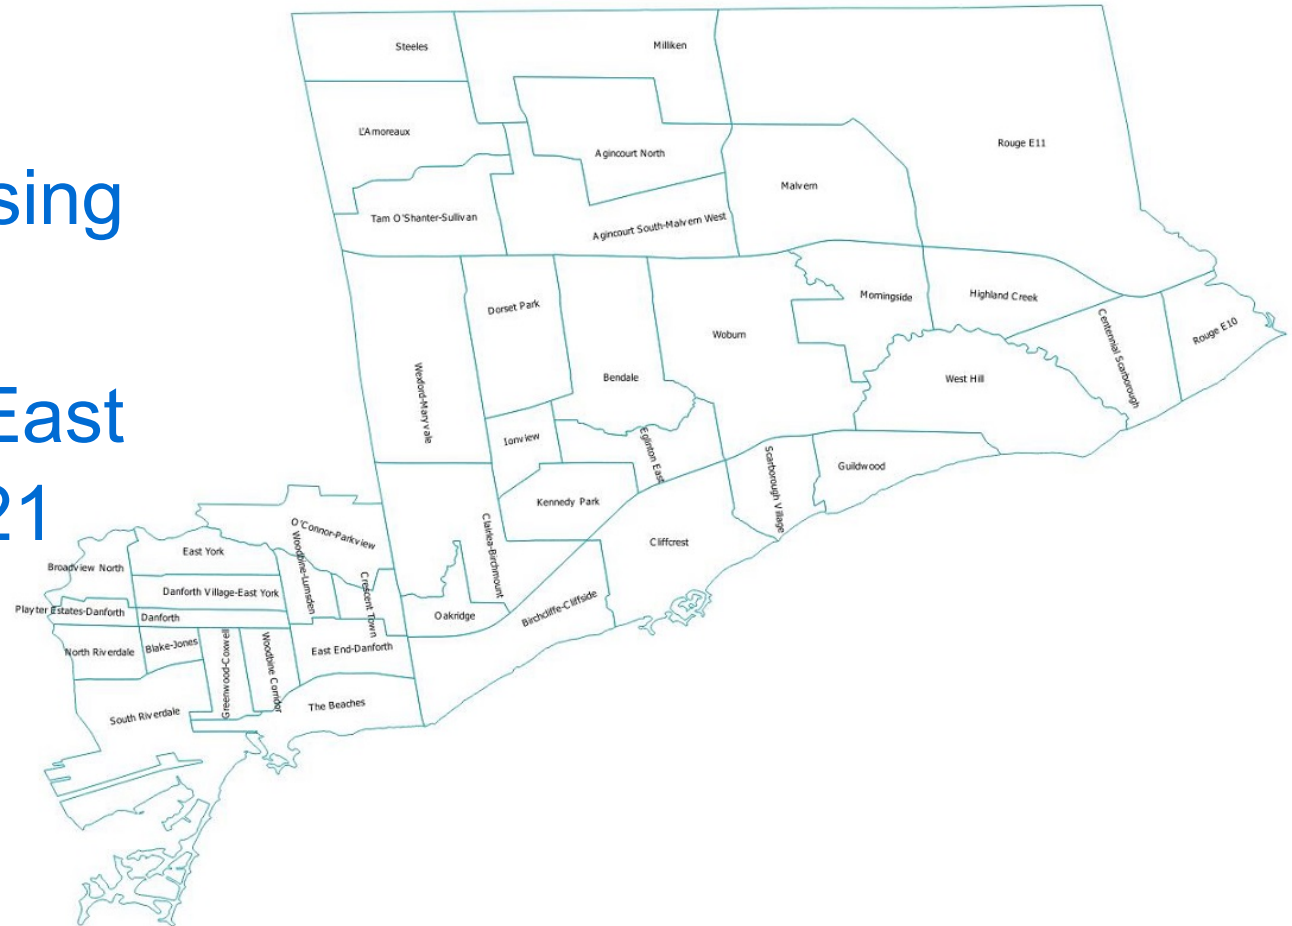 sing
East
21
Steeles
Milliken
L'Amoreaux
Agincourt North
Rouge E11
Malvern
Tam O'Shanter-Sullivan
Agincourt South-Malvern West
Dorset Park
Morningside
Highland Creek
Woburn
Centennial Scarborough
Rouge E10
Wexford-Maryvale
Bendale
West Hill
Ionview
Eglinton East
Scarborough Village
Guildwood
Kennedy Park
O'Connor-Parkview
Clairlea-Birchmount
Cliffcrest
East York
Woodbine-Lumsden
Broadview North
Crescent Town
Danforth Village-East York
Playter Estates-Danforth
Danforth
Oakridge
Birchcliffe-Cliffside
North Riverdale
Blake-Jones
Greenwood-Coxwell
Woodbine Corridor
East End-Danforth
South Riverdale
The Beaches